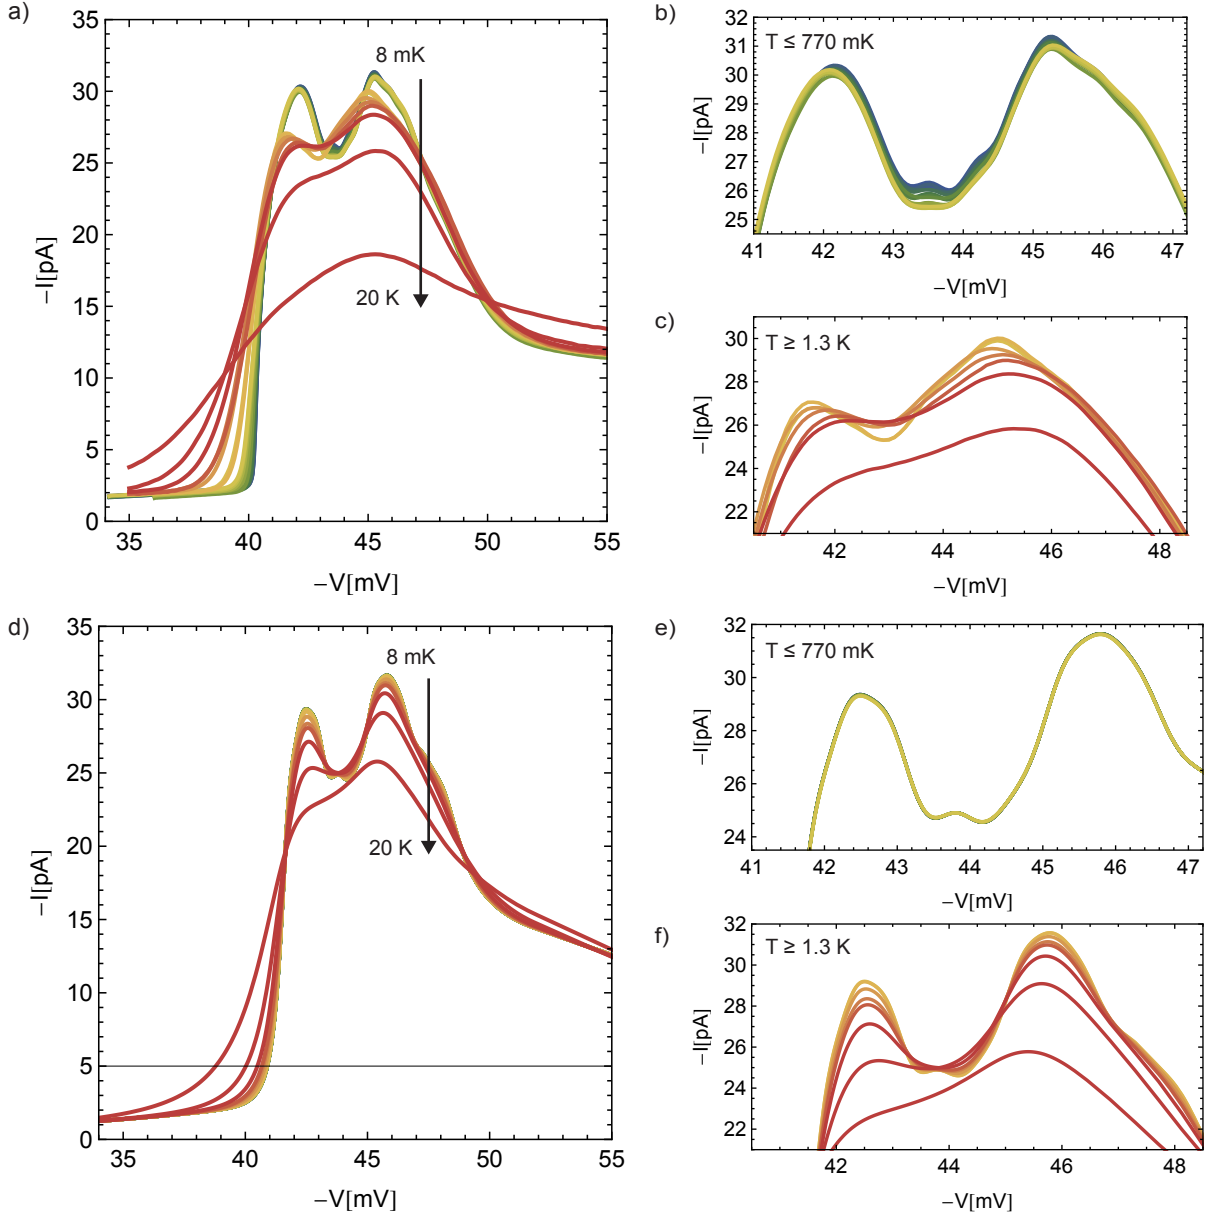 a)
35
30
25
20
15
10
5
0
−I[pA]
8 mK
20 K
35 40 45 50 55
−V[mV]
b)
32
31
30
29
28
27
26
25
−I[pA]
T ≤ 770 mK
41 42 43 44 45 46 47
−V[mV]
c)
30
28
26
24
22
−I[pA]
T ≥ 1.3 K
42 44 46 48
−V[mV]
d)
35
30
25
20
15
10
5
0
−I[pA]
8 mK
20 K
35 40 45 50 55
−V[mV]
e)
32
30
28
26
24
−I[pA]
T ≤ 770 mK
41 42 43 44 45 46 47
−V[mV]
f)
32
30
28
26
24
22
−I[pA]
T ≥ 1.3 K
42 44 46 48
−V[mV]